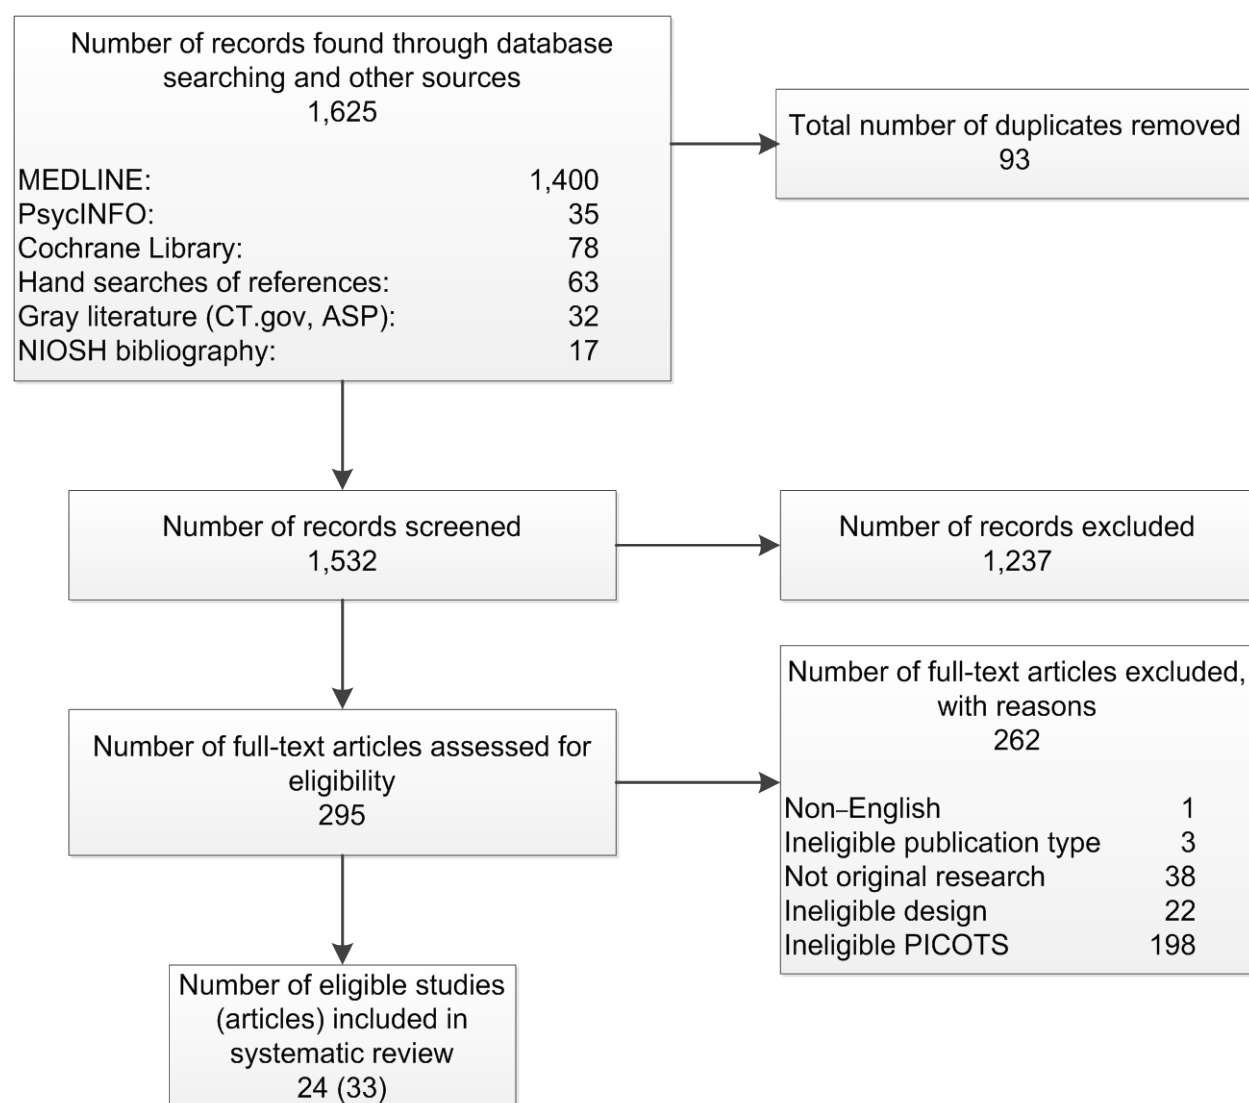 Number of records found through database
searching and other sources
1,625
MEDLINE: 1,400
PsycINFO: 35
Cochrane Library: 78
Hand searches of references: 63
Gray literature (CT.gov, ASP): 32
NIOSH bibliography: 17
Total number of duplicates removed
93
Number of records screened
1,532
Number of records excluded
1,237
Number of full-text articles assessed for
eligibility
295
Number of full-text articles excluded,
with reasons
262
Non–English 1
Ineligible publication type 3
Not original research 38
Ineligible design 22
Ineligible PICOTS 198
Number of eligible studies
(articles) included in
systematic review
24 (33)